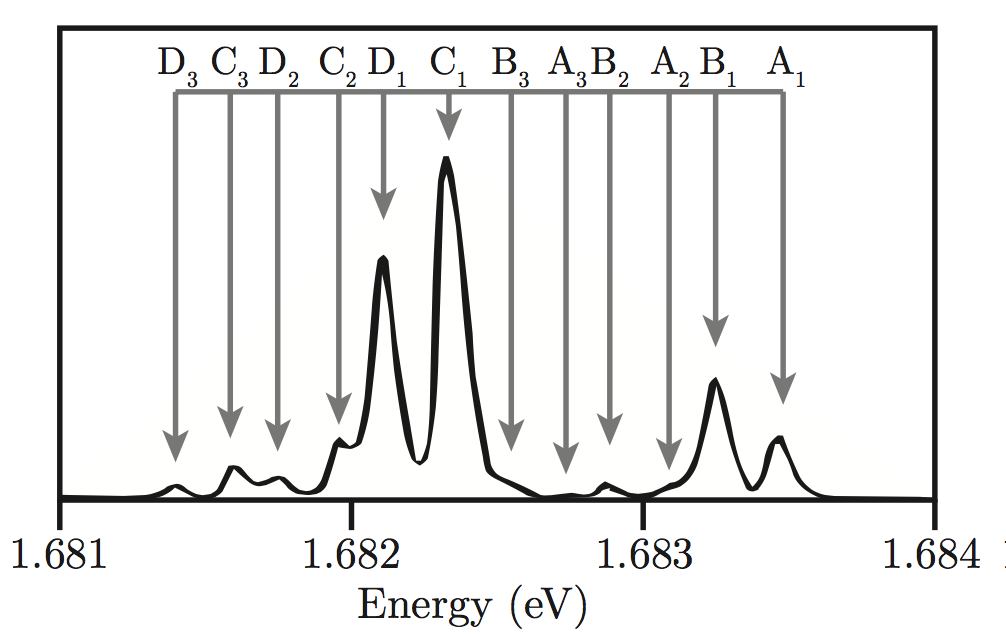 D₃ C₃ D₂ C₂ D₁ C₁ B₃ A₃ B₂ A₂ B₁ A₁
1.681 1.682 1.683 1.684
Energy (eV)